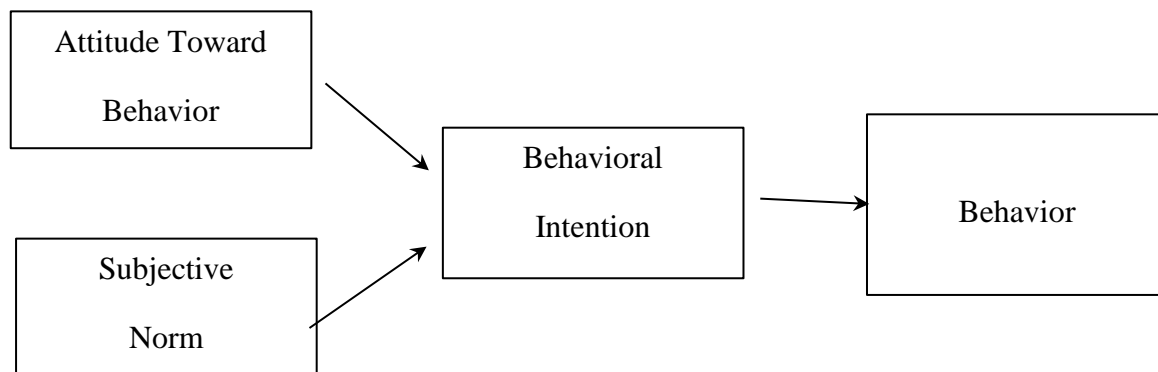 Attitude Toward
Behavior
Behavioral
Intention
Behavior
Subjective
Norm